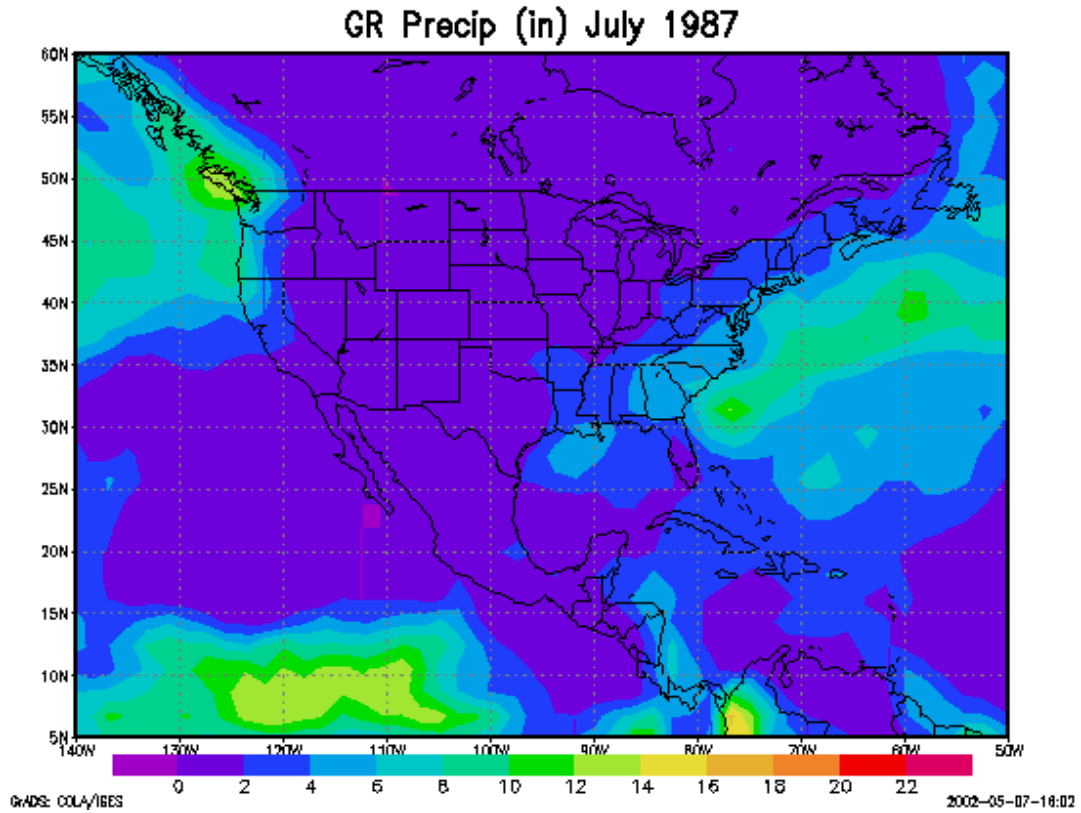 GR Precip (in) July 1987
60N
55N
50N
45N
40N
35N
30N
25N
20N
15N
10N
5N
140W 130W 120W 110W 100W 90W 80W 70W 60W 50W
0 2 4 6 8 10 12 14 16 18 20 22
GrADS: COLA/IGES 2002-05-07-16:02